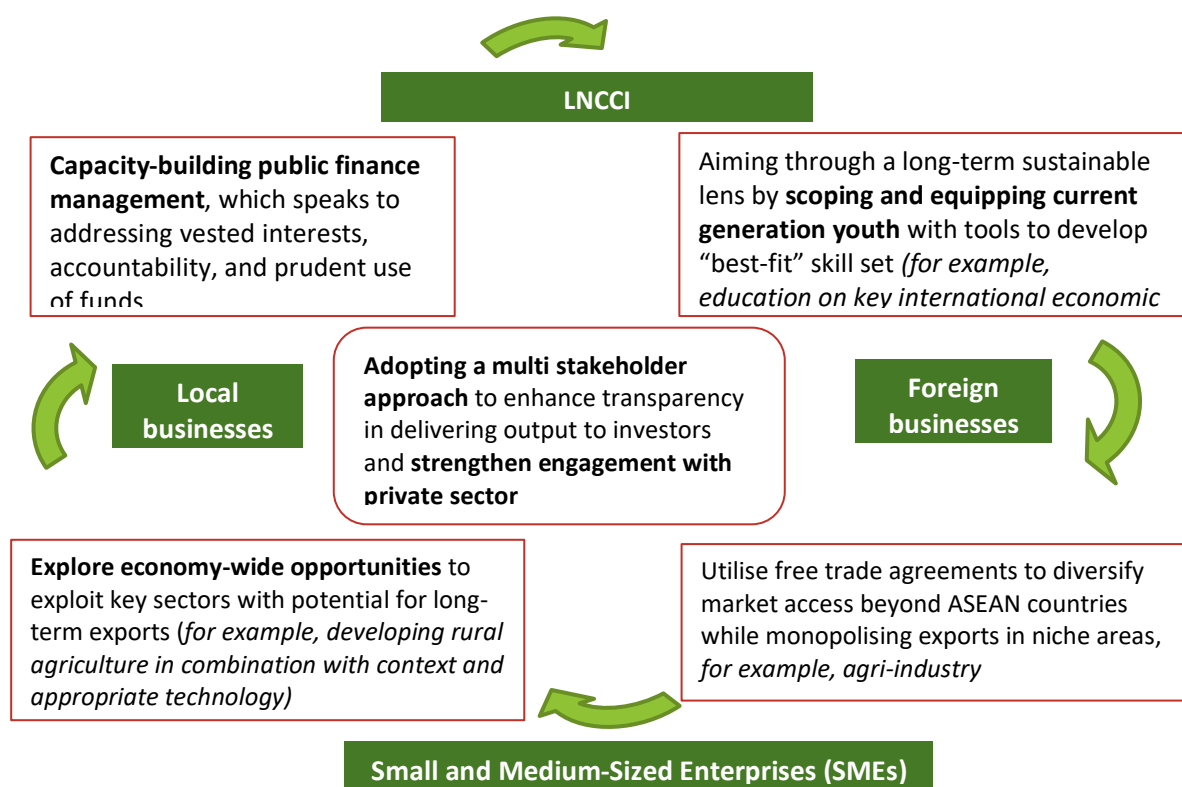 LNCCI
Capacity-building public finance
management, which speaks to
addressing vested interests,
accountability, and prudent use
of funds
Aiming through a long-term sustainable
lens by scoping and equipping current
generation youth with tools to develop
“best-fit” skill set (for example,
education on key international economic
Local
businesses
Adopting a multi stakeholder
approach to enhance transparency
in delivering output to investors
and strengthen engagement with
private sector
Foreign
businesses
Explore economy-wide opportunities to
exploit key sectors with potential for long-
term exports (for example, developing rural
agriculture in combination with context and
appropriate technology)
Utilise free trade agreements to diversify
market access beyond ASEAN countries
while monopolising exports in niche areas,
for example, agri-industry
Small and Medium-Sized Enterprises (SMEs)